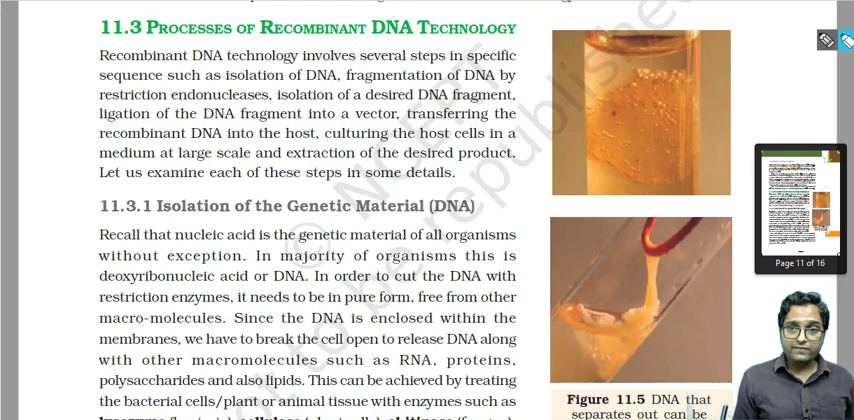 11.3 PROCESSES OF RECOMBINANT DNA TECHNOLOGY
Recombinant DNA technology involves several steps in specific
sequence such as isolation of DNA, fragmentation of DNA by
restriction endonucleases, isolation of a desired DNA fragment,
ligation of the DNA fragment into a vector, transferring the
recombinant DNA into the host, culturing the host cells in a
medium at large scale and extraction of the desired product.
Let us examine each of these steps in some details.
11.3.1 Isolation of the Genetic Material (DNA)
Recall that nucleic acid is the genetic material of all organisms
without exception. In majority of organisms this is
deoxyribonucleic acid or DNA. In order to cut the DNA with
restriction enzymes, it needs to be in pure form, free from other
macro-molecules. Since the DNA is enclosed within the
membranes, we have to break the cell open to release DNA along
with other macromolecules such as RNA, proteins,
polysaccharides and also lipids. This can be achieved by treating
the bacterial cells/plant or animal tissue with enzymes such as
© NCERT
not to be republished
Figure 11.5 DNA that
separates out can be
Page 11 of 16